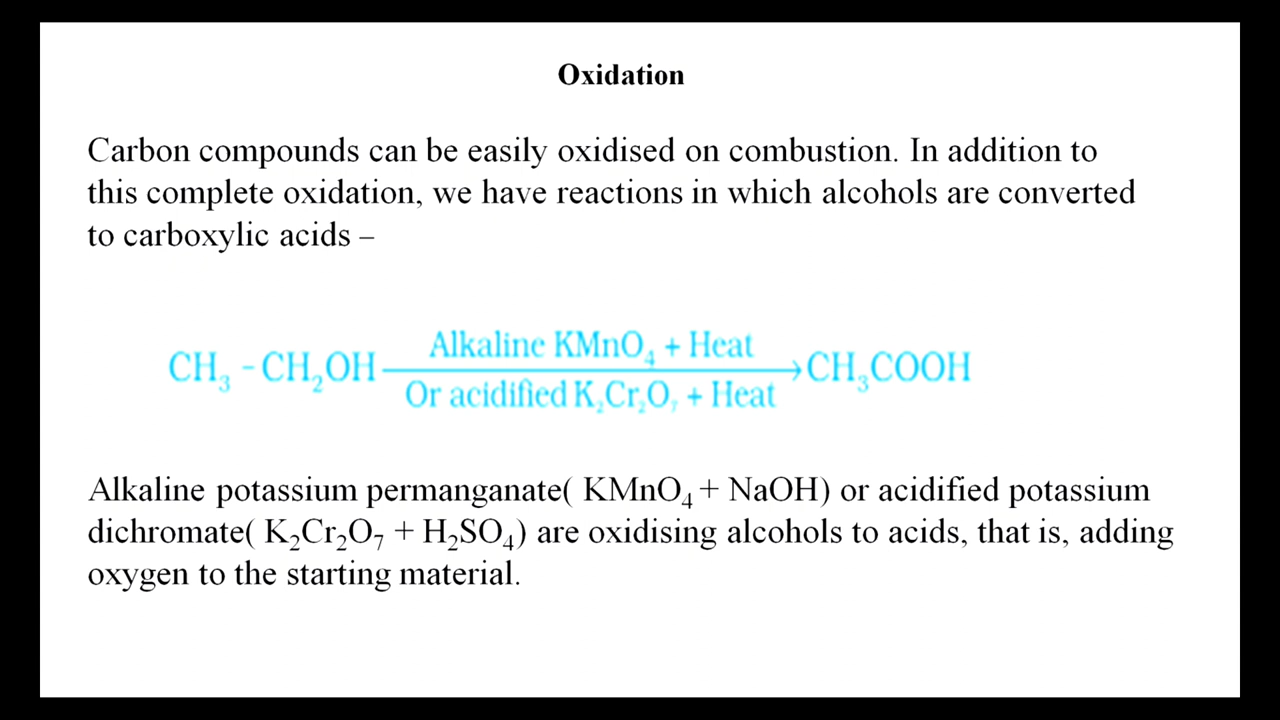 Oxidation
Carbon compounds can be easily oxidised on combustion. In addition to
this complete oxidation, we have reactions in which alcohols are converted
to carboxylic acids –
Alkaline KMnO₄ + Heat
CH₃ - CH₂OH → CH₃COOH
Or acidified K₂Cr₂O₇ + Heat
Alkaline potassium permanganate( KMnO₄ + NaOH) or acidified potassium
dichromate( K₂Cr₂O₇ + H₂SO₄) are oxidising alcohols to acids, that is, adding
oxygen to the starting material.